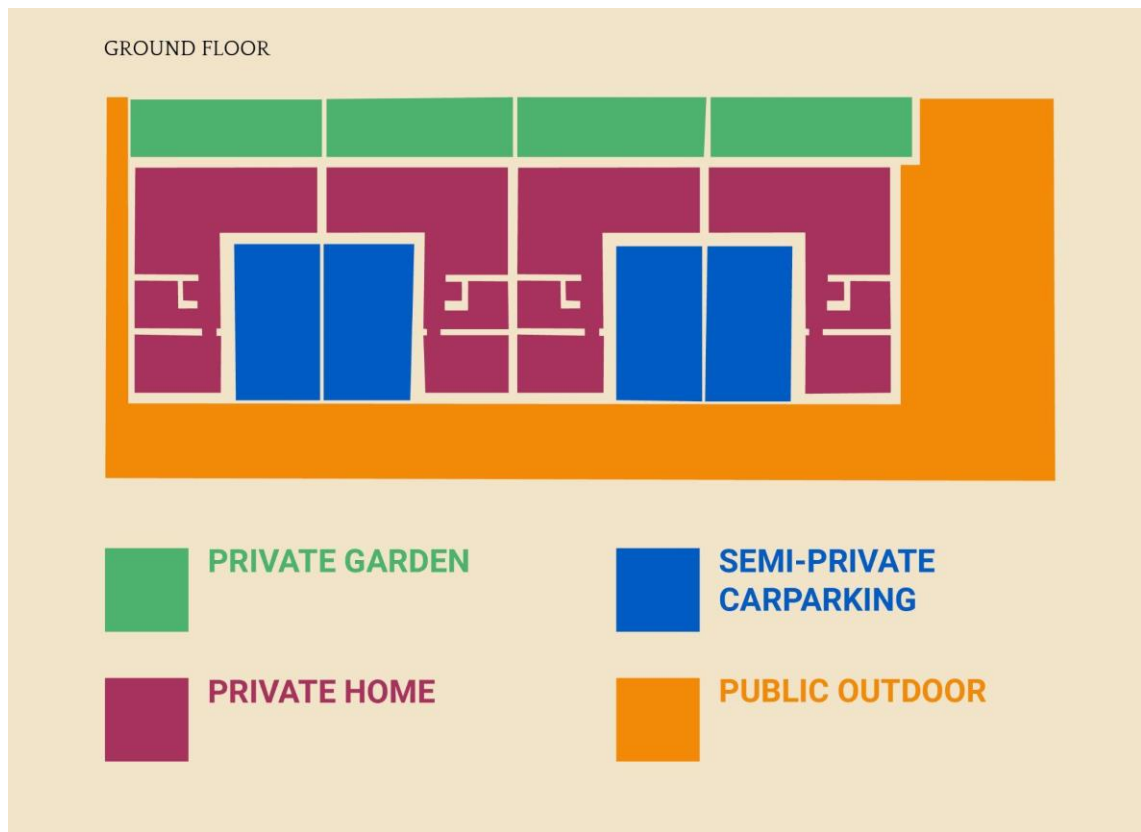 GROUND FLOOR
PRIVATE GARDEN
SEMI-PRIVATE
CARPARKING
PRIVATE HOME
PUBLIC OUTDOOR